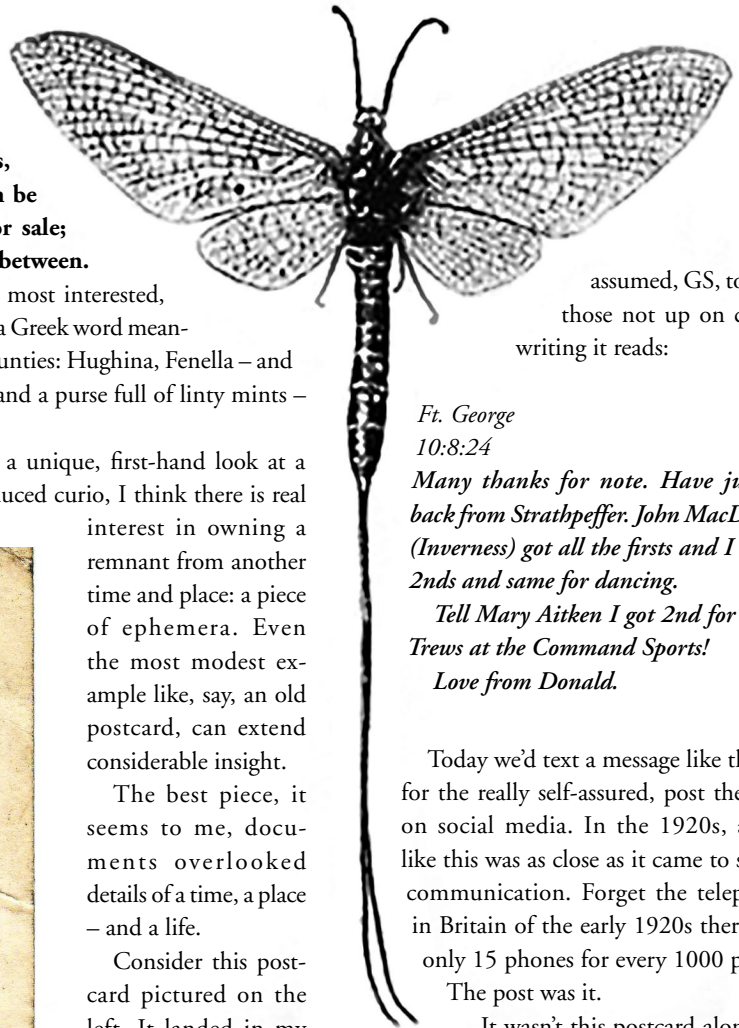 be
sale;
between.
most interested,
a Greek word mean-
Hughina, Fenella – and
and a purse full of linty mints –
a unique, first-hand look at a
curio, I think there is real
interest in owning a
remnant from another
time and place: a piece
of ephemera. Even
the most modest ex-
ample like, say, an old
postcard, can extend
considerable insight.
The best piece, it
seems to me, docu-
ments overlooked
details of a time, a place
– and a life.
Consider this post-
card pictured on the
left. It landed in my
assumed, GS,
those not up on
writing it reads:
Ft. George
10:8:24
Many thanks for note. Have
back from Strathpeffer. John
(Inverness) got all the firsts and I
2nds and same for dancing.
Tell Mary Aitken I got 2nd for
Trews at the Command Sports!
Love from Donald.
Today we’d text a message like
for the really self-assured, post
on social media. In the 1920s,
like this was as close as it came to
communication. Forget the
in Britain of the early 1920s
only 15 phones for every 1000
The post was it.
It wasn’t this postcard